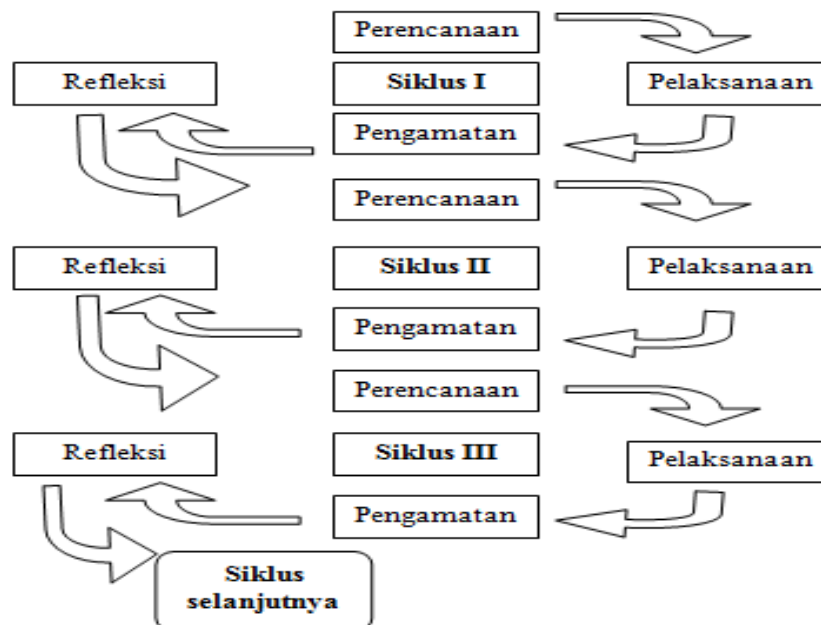 Perencanaan
Refleksi
Siklus I
Pelaksanaan
Pengamatan
Perencanaan
Refleksi
Siklus II
Pelaksanaan
Pengamatan
Perencanaan
Refleksi
Siklus III
Pelaksanaan
Pengamatan
Siklus
selanjutnya